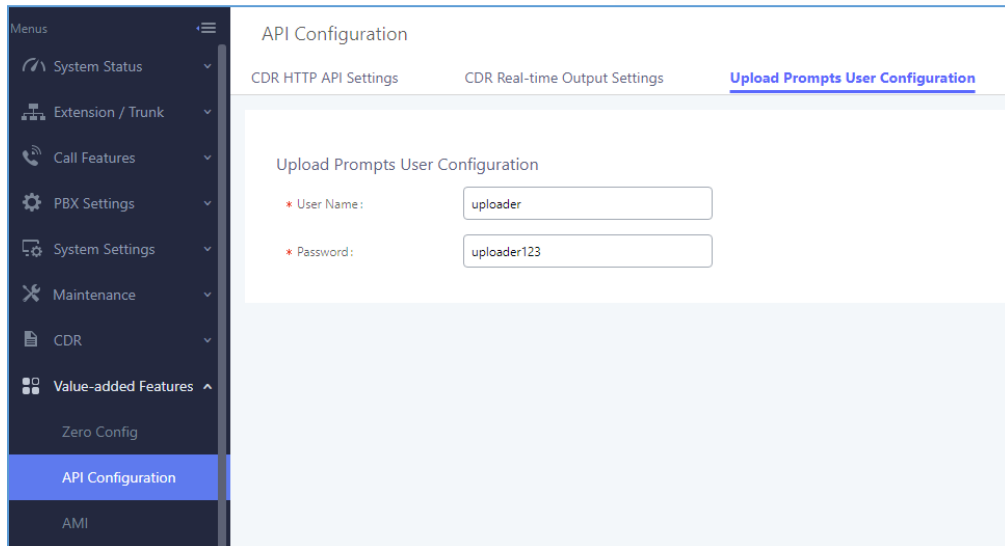 Menus
System Status
Extension / Trunk
Call Features
PBX Settings
System Settings
Maintenance
CDR
Value-added Features
Zero Config
API Configuration
AMI
API Configuration
CDR HTTP API Settings CDR Real-time Output Settings Upload Prompts User Configuration
Upload Prompts User Configuration
* User Name: uploader
* Password: uploader123